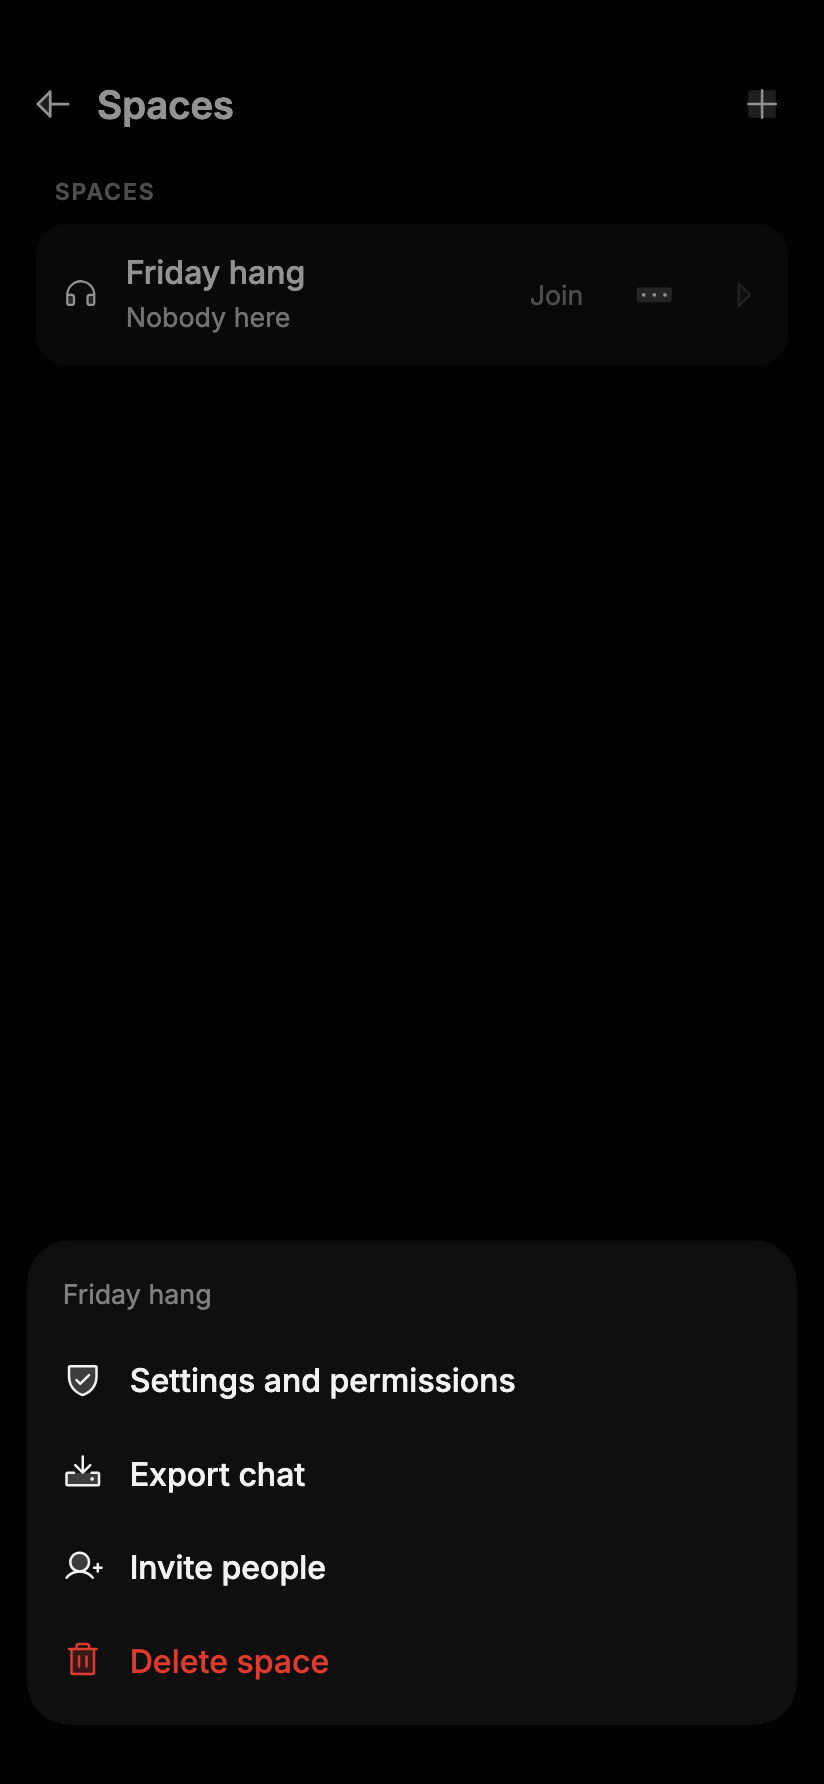 Spaces
SPACES
Friday hang
Nobody here
Join
Friday hang
Settings and permissions
Export chat
Invite people
Delete space